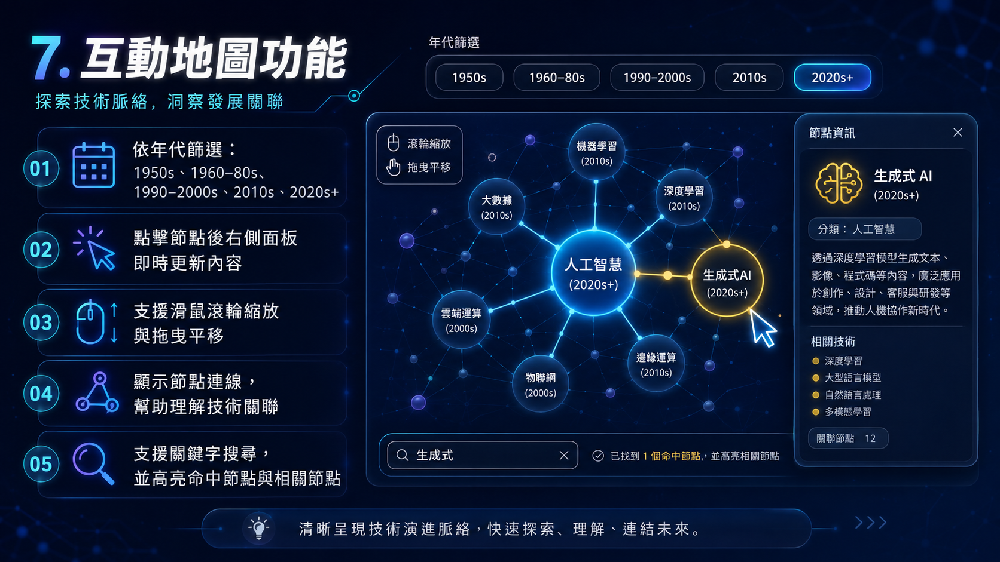 7. 互動地圖功能
探索技術脈絡，洞察發展關聯
01
依年代篩選：
1950s、1960–80s、
1990–2000s、2010s、2020s+
02
點擊節點後右側面板
即時更新內容
03
支援滑鼠滾輪縮放
與拖曳平移
04
顯示節點連線，
幫助理解技術關聯
05
支援關鍵字搜尋，
並高亮命中節點與相關節點
年代篩選
1950s
1960–80s
1990–2000s
2010s
2020s+
滾輪縮放
拖曳平移
機器學習
(2010s)
大數據
(2010s)
深度學習
(2010s)
人工智慧
(2020s+)
生成式AI
(2020s+)
雲端運算
(2000s)
物聯網
(2000s)
邊緣運算
(2010s)
生成式
已找到 1 個命中節點,，並高亮相關節點
節點資訊
生成式 AI
(2020s+)
分類： 人工智慧
透過深度學習模型生成文本、
影像、程式碼等內容，廣泛應用
於創作、設計、客服與研發等
領域，推動人機協作新時代。
相關技術
深度學習
大型語言模型
自然語言處理
多模態學習
關聯節點 12
清晰呈現技術演進脈絡，快速探索、理解、連結未來。